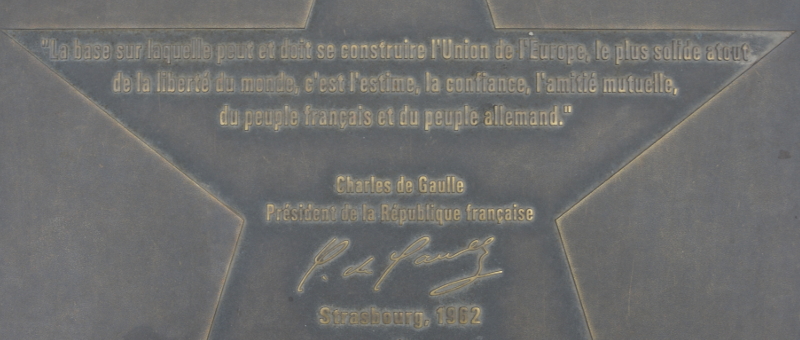 "La base sur laquelle peut et doit se construire l'Union de l'Europe, le plus solide atout
de la liberté du monde, c'est l'estime, la confiance, l'amitié mutuelle,
du peuple français et du peuple allemand."
Charles de Gaulle
Président de la République française
C. de Gaulle
Strasbourg, 1962